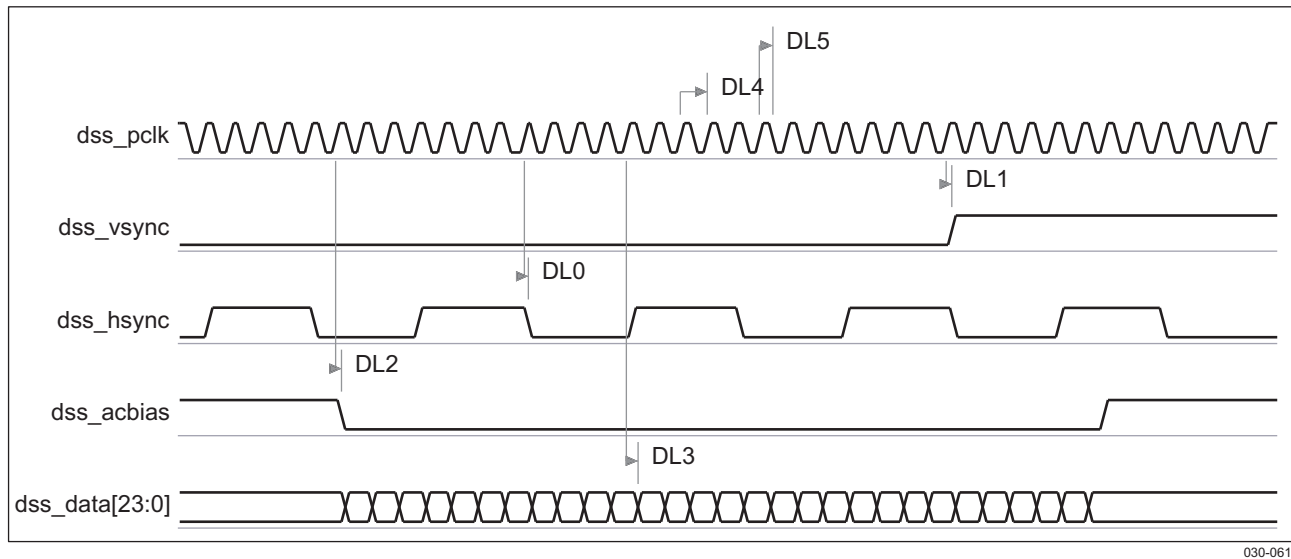 DL5
DL4
dss_pclk
DL1
dss_vsync
DL0
dss_hsync
DL2
dss_acbias
DL3
dss_data[23:0]
030-061